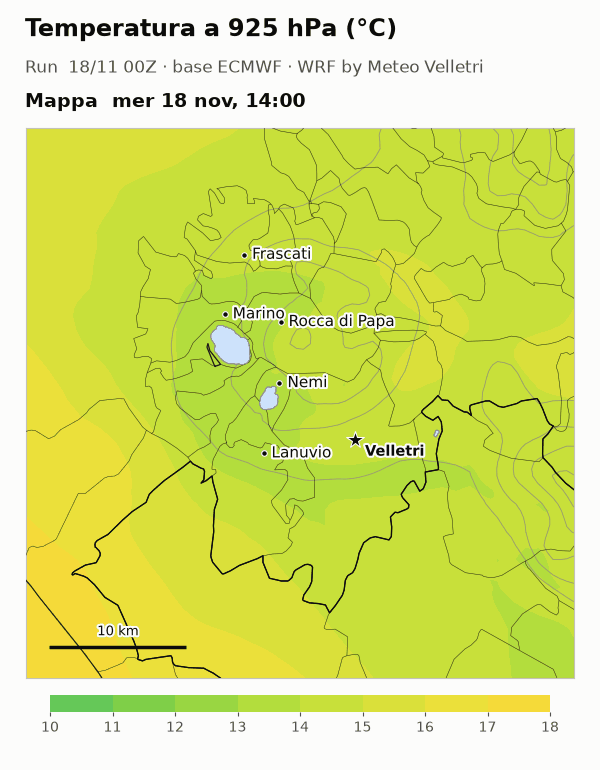 Temperatura a 925 hPa (°C)
Run  18/11 00Z · base ECMWF · WRF by Meteo Velletri
Mappa  mer 18 nov, 14:00
Frascati
Marino
Rocca di Papa
Nemi
Velletri
Lanuvio
10 km
10 11 12 13 14 15 16 17 18